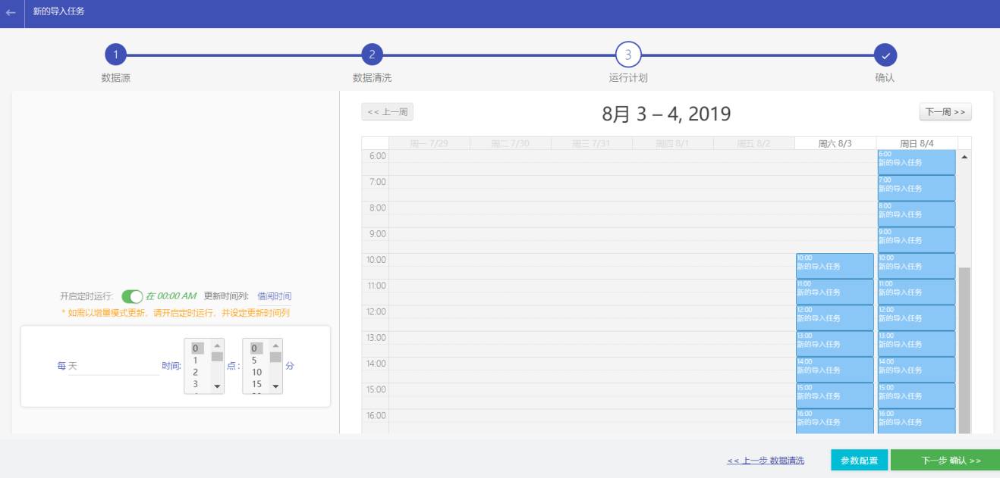 新的导入任务
1
2
3
数据源
数据清洗
运行计划
确认
<< 上一周
8月 3 – 4, 2019
下一周 >>
周一 7/29
周二 7/30
周三 7/31
周四 8/1
周五 8/2
周六 8/3
周日 8/4
6:00
6:00
新的导入任务
7:00
7:00
新的导入任务
8:00
8:00
新的导入任务
9:00
9:00
新的导入任务
10:00
10:00
新的导入任务
10:00
新的导入任务
11:00
11:00
新的导入任务
11:00
新的导入任务
12:00
12:00
新的导入任务
12:00
新的导入任务
13:00
13:00
新的导入任务
13:00
新的导入任务
14:00
14:00
新的导入任务
14:00
新的导入任务
15:00
15:00
新的导入任务
15:00
新的导入任务
16:00
16:00
新的导入任务
16:00
新的导入任务
开启定时运行: 在 00:00 AM 更新时间列: 借阅时间
* 如需以增量模式更新, 请开启定时运行, 并设定更新时间列
每 天 时间: 点 : 分
0
1
2
3
0
5
10
15
<< 上一步 数据清洗
参数配置
下一步 确认 >>